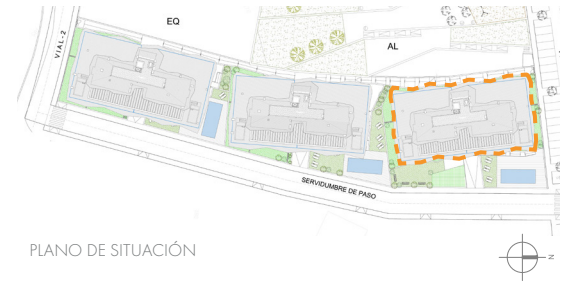 EQ
AL
VIAL-2
SERVIDUMBRE DE PASO
PLANO DE SITUACIÓN
N